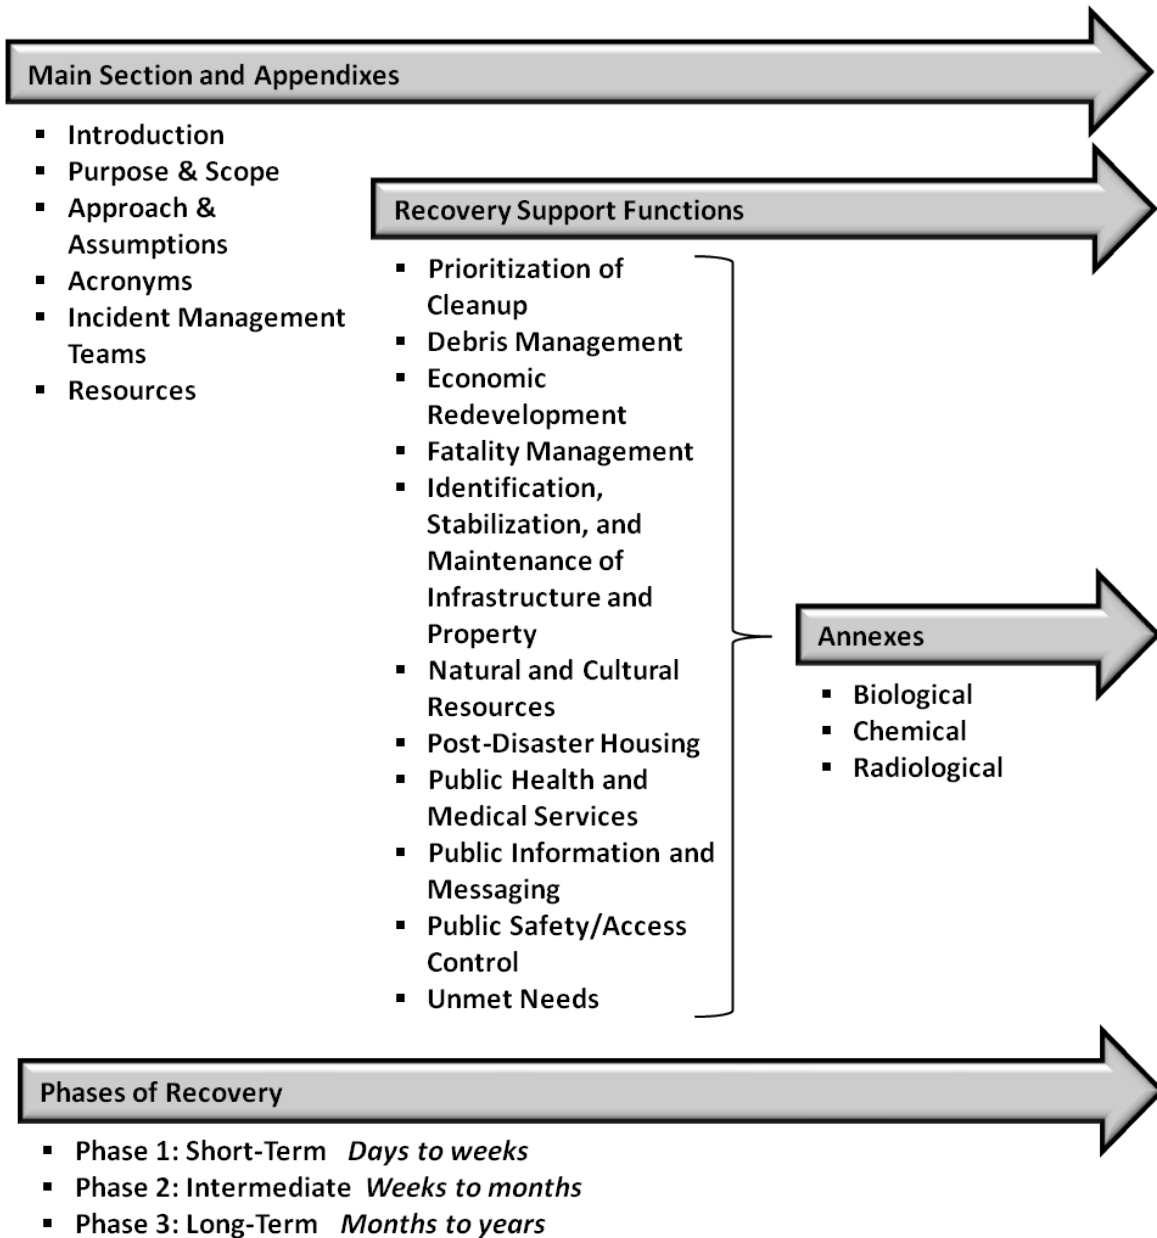 Main Section and Appendixes
▪ Introduction
▪ Purpose & Scope
▪ Approach &
Assumptions
▪ Acronyms
▪ Incident Management
Teams
▪ Resources
Recovery Support Functions
▪ Prioritization of
Cleanup
▪ Debris Management
▪ Economic
Redevelopment
▪ Fatality Management
▪ Identification,
Stabilization, and
Maintenance of
Infrastructure and
Property
▪ Natural and Cultural
Resources
▪ Post-Disaster Housing
▪ Public Health and
Medical Services
▪ Public Information and
Messaging
▪ Public Safety/Access
Control
▪ Unmet Needs
Annexes
▪ Biological
▪ Chemical
▪ Radiological
Phases of Recovery
▪ Phase 1: Short-Term Days to weeks
▪ Phase 2: Intermediate Weeks to months
▪ Phase 3: Long-Term Months to years